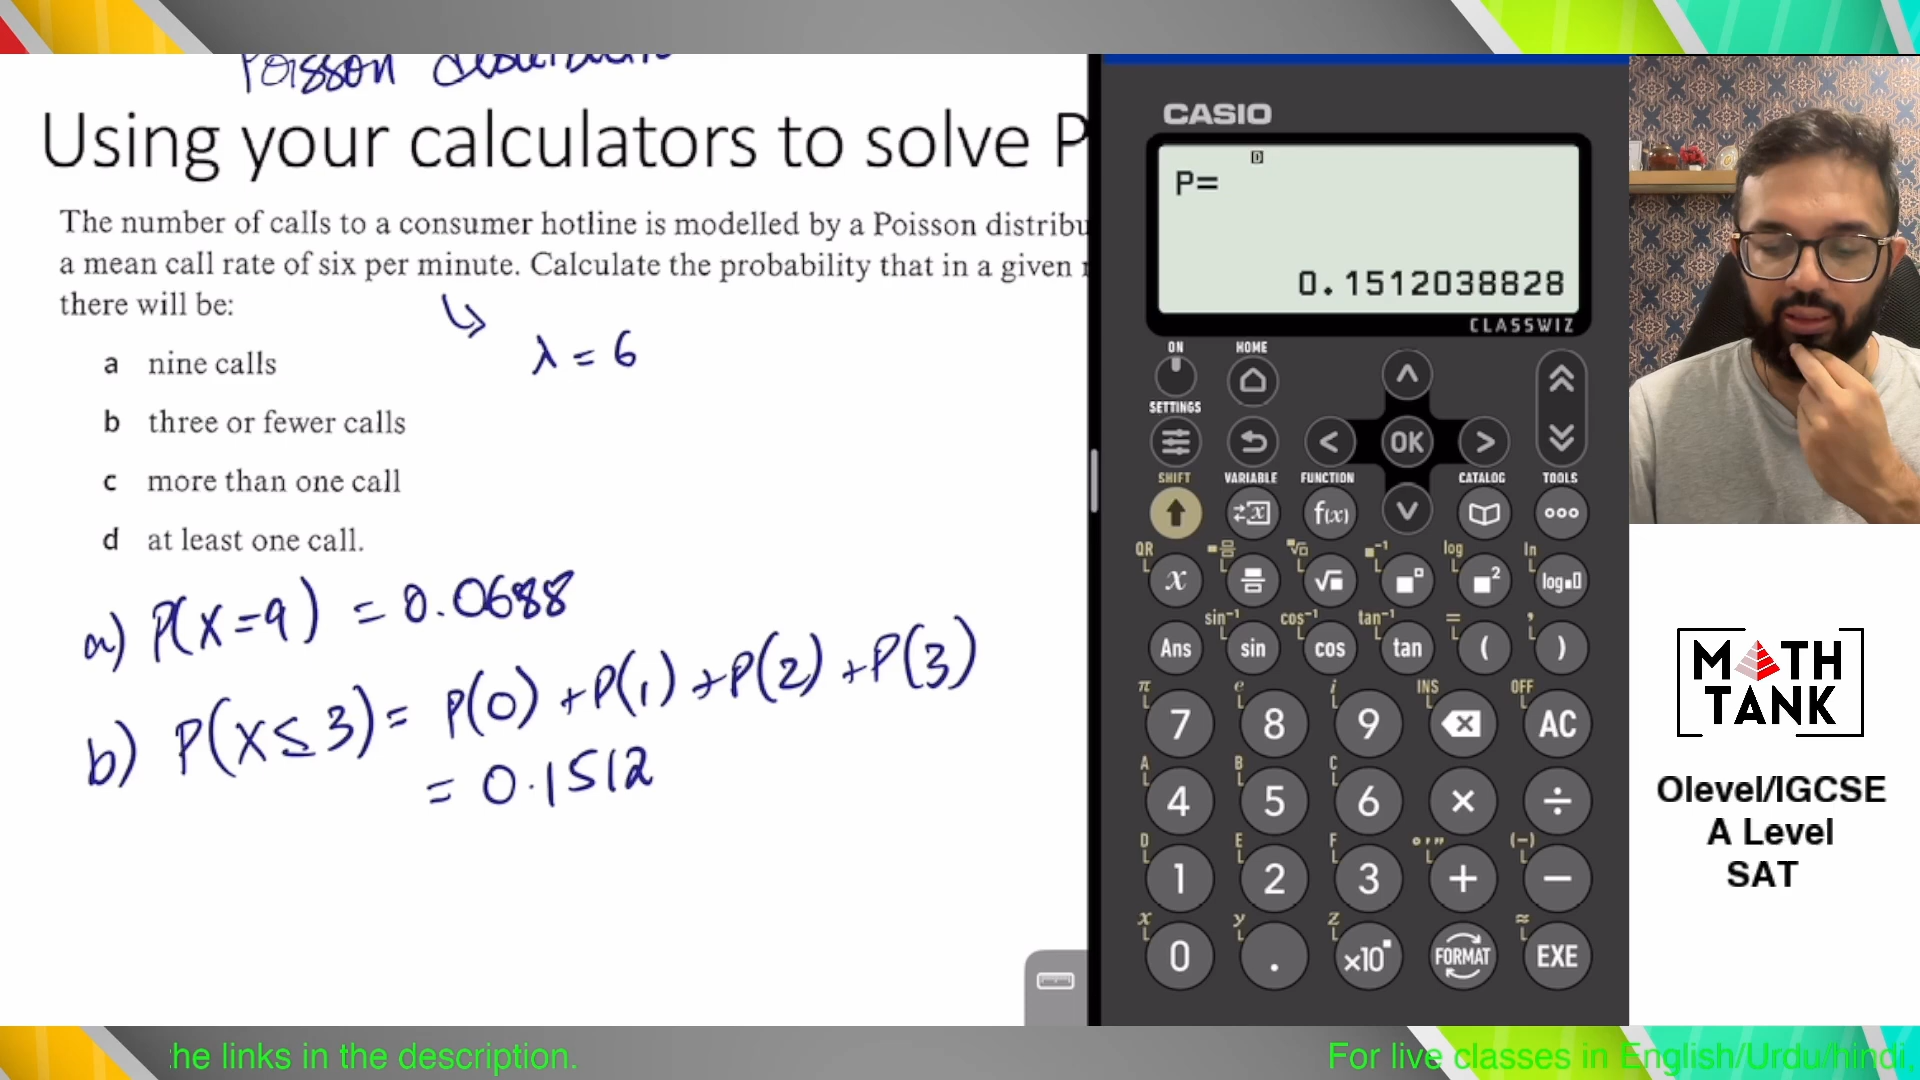 Poisson
Using your calculators to solve P
The number of calls to a consumer hotline is modelled by a Poisson distribu
a mean call rate of six per minute. Calculate the probability that in a given
there will be:
λ = 6
a nine calls
b three or fewer calls
c more than one call
d at least one call.
a) P(X=9) = 0.0688
b) P(X≤3) = P(0) + P(1) + P(2) + P(3)
= 0.1512
CASIO
D
P=
0.1512038828
CLASSWIZ
ON HOME
SETTINGS
OK
SHIFT VARIABLE FUNCTION CATALOG TOOLS
f(x)
QR log ln
x √■ ■² log■□
sin⁻¹ cos⁻¹ tan⁻¹ = ,
Ans sin cos tan ( )
π e i INS OFF
7 8 9 AC
A B C
4 5 6 × ÷
D E F °′″ (−)
1 2 3 + −
x y z ≈
0 . ×10■ FORMAT EXE
MATH
TANK
Olevel/IGCSE
A Level
SAT
he links in the description.
For live classes in English/Urdu/hindi,